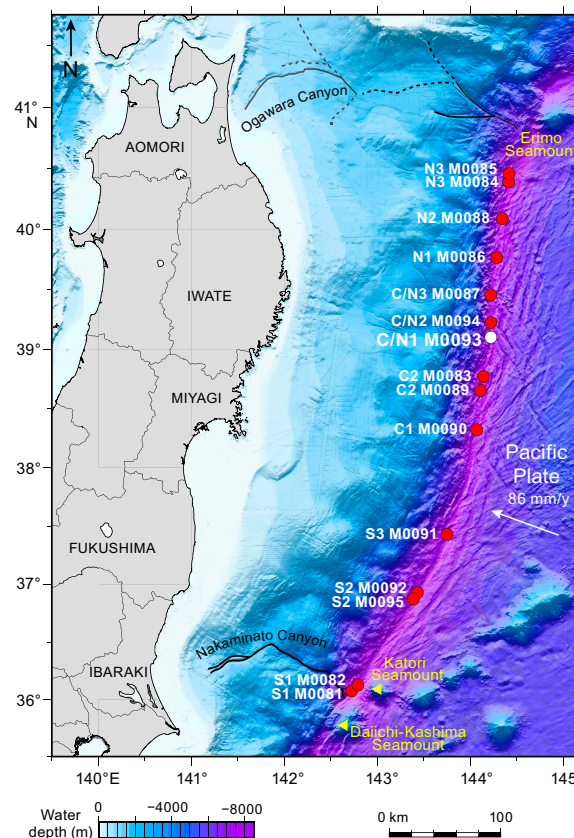 N
41°
N
Ogawara Canyon
AOMORI
Erimo
Seamount
N3 M0085
N3 M0084
40°
N2 M0088
N1 M0086
IWATE
C/N3 M0087
C/N2 M0094
39°
C/N1 M0093
C2 M0083
MIYAGI
C2 M0089
C1 M0090
Pacific
Plate
86 mm/y
38°
S3 M0091
FUKUSHIMA
37°
S2 M0092
S2 M0095
Nakaminato Canyon
Katori
Seamount
IBARAKI
S1 M0082
S1 M0081
36°
Daiichi-Kashima
Seamount
140°E 141° 142° 143° 144° 145
Water
depth (m)
0 -4000 -8000
0 km 100